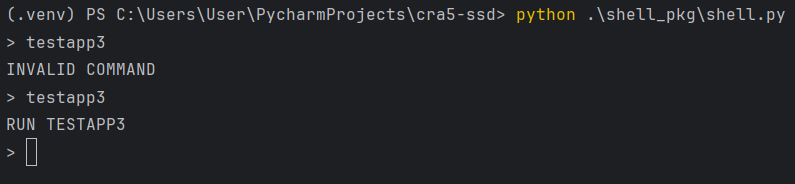 (.venv) PS C:\Users\User\PycharmProjects\cra5-ssd> python .\shell_pkg\shell.py
> testapp3
INVALID COMMAND
> testapp3
RUN TESTAPP3
>